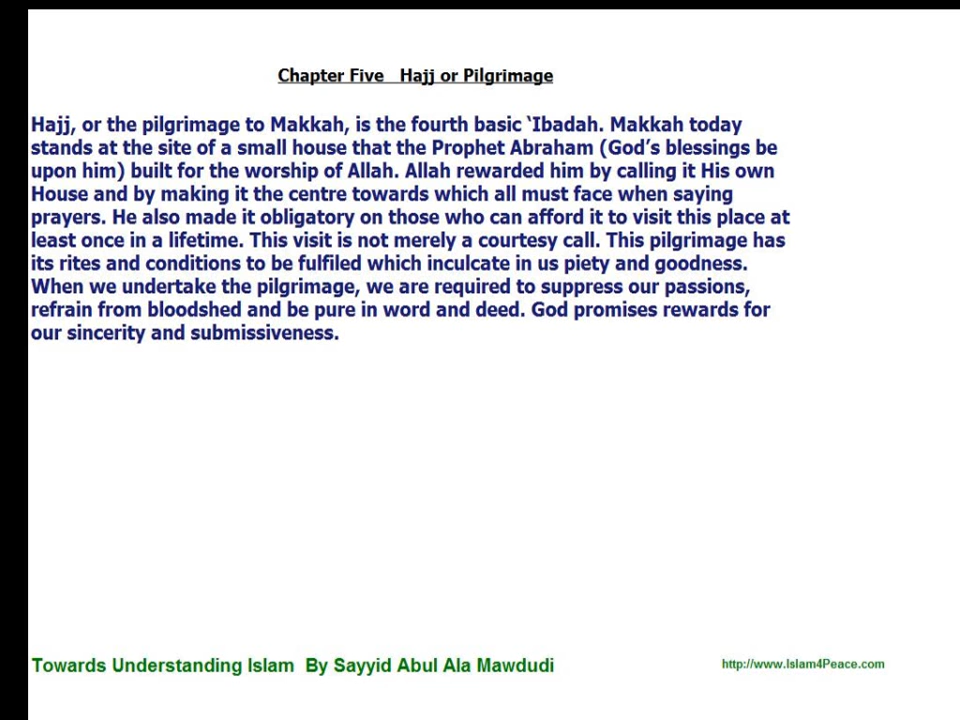 Chapter Five   Hajj or Pilgrimage
Hajj, or the pilgrimage to Makkah, is the fourth basic ‘Ibadah. Makkah today
stands at the site of a small house that the Prophet Abraham (God’s blessings be
upon him) built for the worship of Allah. Allah rewarded him by calling it His own
House and by making it the centre towards which all must face when saying
prayers. He also made it obligatory on those who can afford it to visit this place at
least once in a lifetime. This visit is not merely a courtesy call. This pilgrimage has
its rites and conditions to be fulfiled which inculcate in us piety and goodness.
When we undertake the pilgrimage, we are required to suppress our passions,
refrain from bloodshed and be pure in word and deed. God promises rewards for
our sincerity and submissiveness.
Towards Understanding Islam  By Sayyid Abul Ala Mawdudi
http://www.Islam4Peace.com